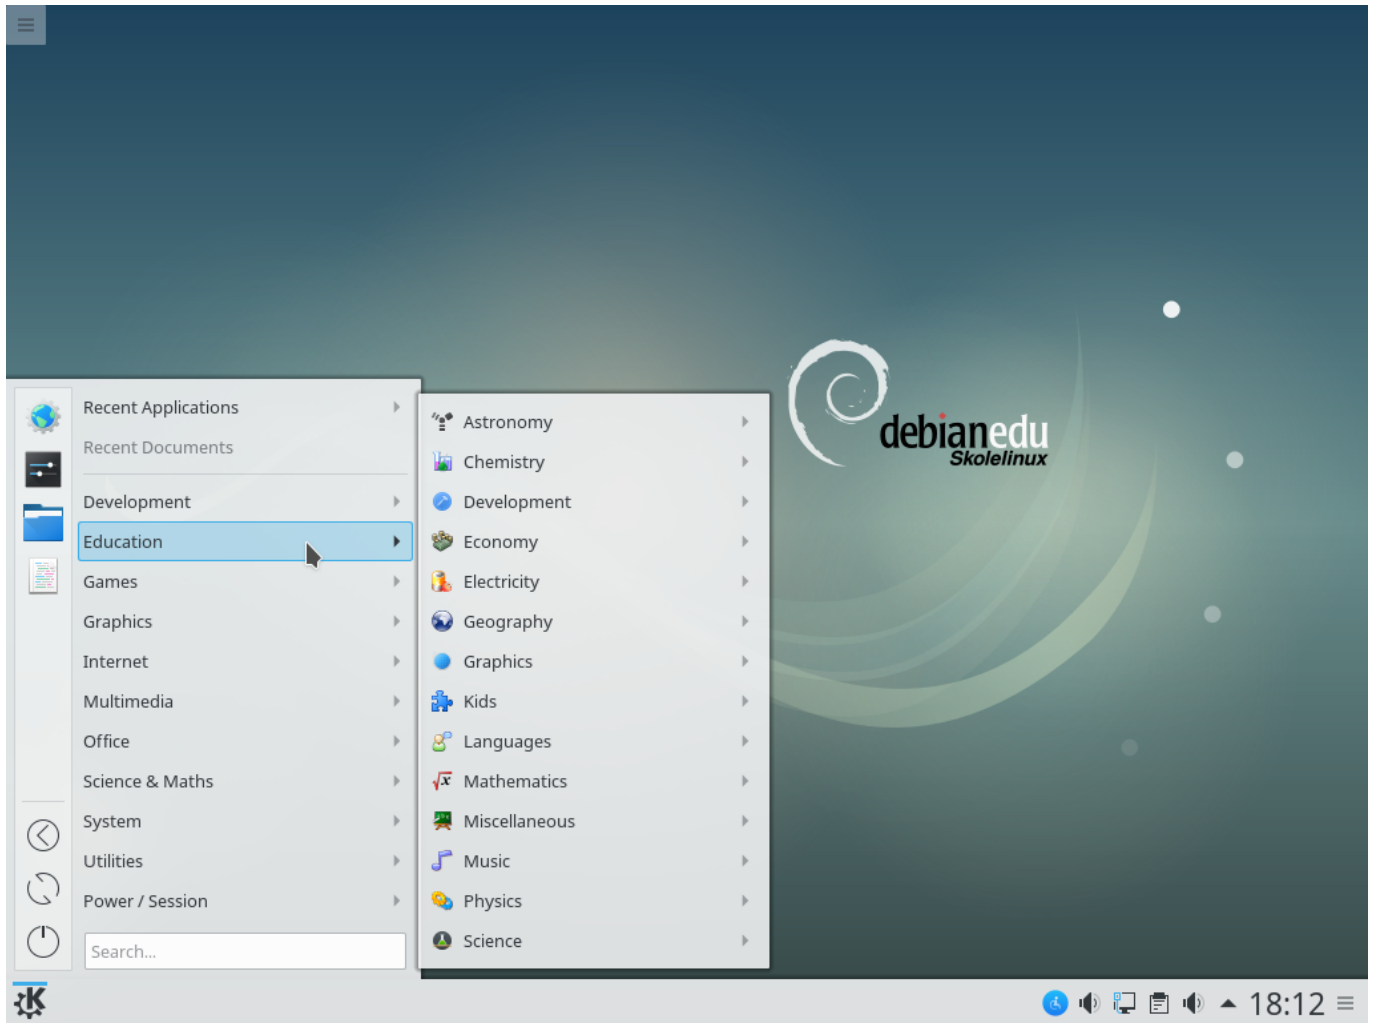 debianedu
Skolelinux
Recent Applications
Recent Documents
Development
Education
Games
Graphics
Internet
Multimedia
Office
Science & Maths
System
Utilities
Power / Session
Search...
Astronomy
Chemistry
Development
Economy
Electricity
Geography
Graphics
Kids
Languages
Mathematics
Miscellaneous
Music
Physics
Science
18:12